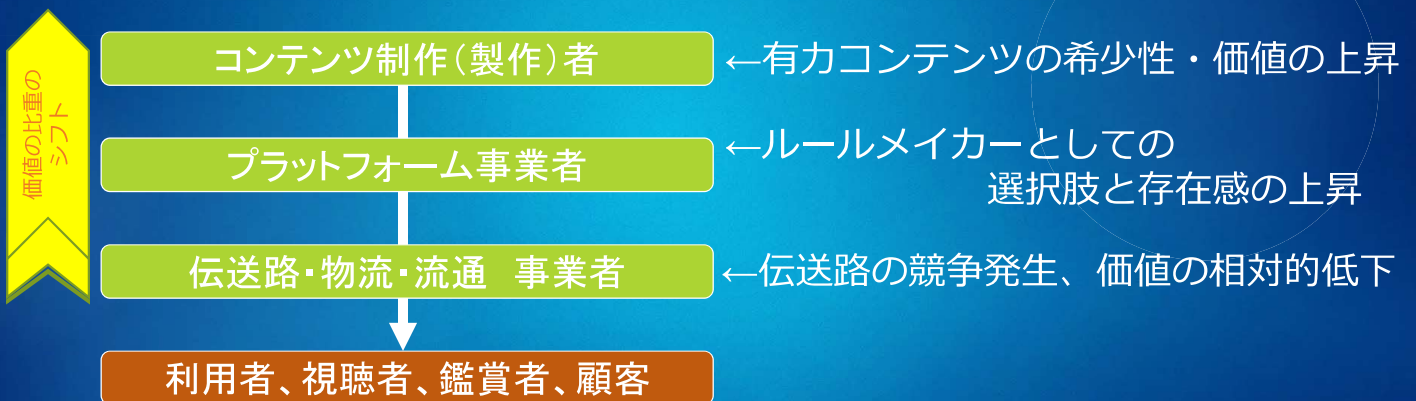 価値の比重の
シフト
コンテンツ制作（製作）者
←有力コンテンツの希少性・価値の上昇
プラットフォーム事業者
←ルールメイカーとしての
選択肢と存在感の上昇
伝送路・物流・流通　事業者
←伝送路の競争発生、価値の相対的低下
利用者、視聴者、鑑賞者、顧客